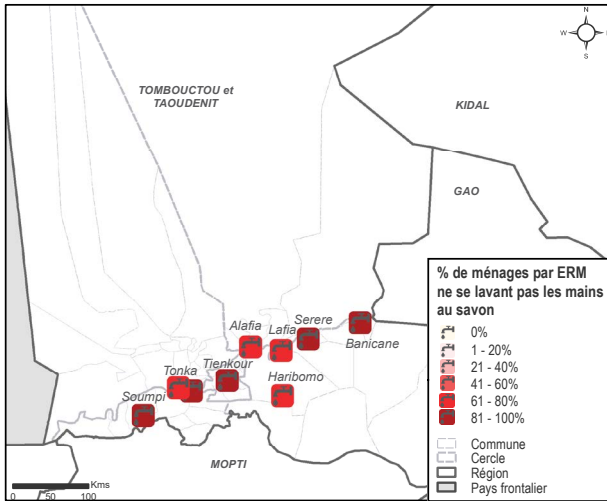 N
W
E
S
TOMBOUCTOU et
TAOUDENIT
KIDAL
GAO
Alafia
Lafia
Serere
Banicane
Tonka
Tienkour
Haribomo
Soumpi
MOPTI
% de ménages par ERM
ne se lavant pas les mains
au savon
0%
1 - 20%
21 - 40%
41 - 60%
61 - 80%
81 - 100%
Commune
Cercle
Région
Pays frontalier
Kms
0 50 100